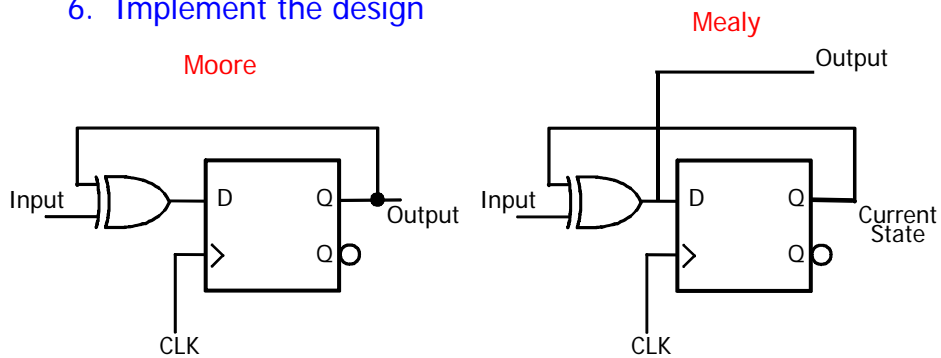 6. Implement the design
Moore
Input
D
Q
Output
Q
CLK
Mealy
Output
Input
D
Q
Current
State
Q
CLK